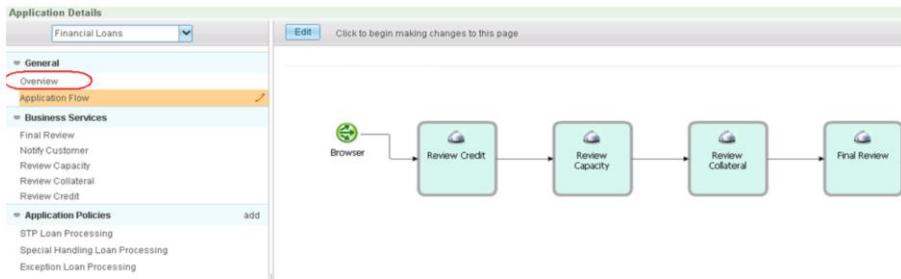 Application Details
Financial Loans
Edit Click to begin making changes to this page
General
Overview
Application Flow
Business Services
Final Review
Notify Customer
Review Capacity
Review Collateral
Review Credit
Application Policies add
STP Loan Processing
Special Handling Loan Processing
Exception Loan Processing
Browser
Review Credit
Review
Capacity
Review
Collateral
Final Review